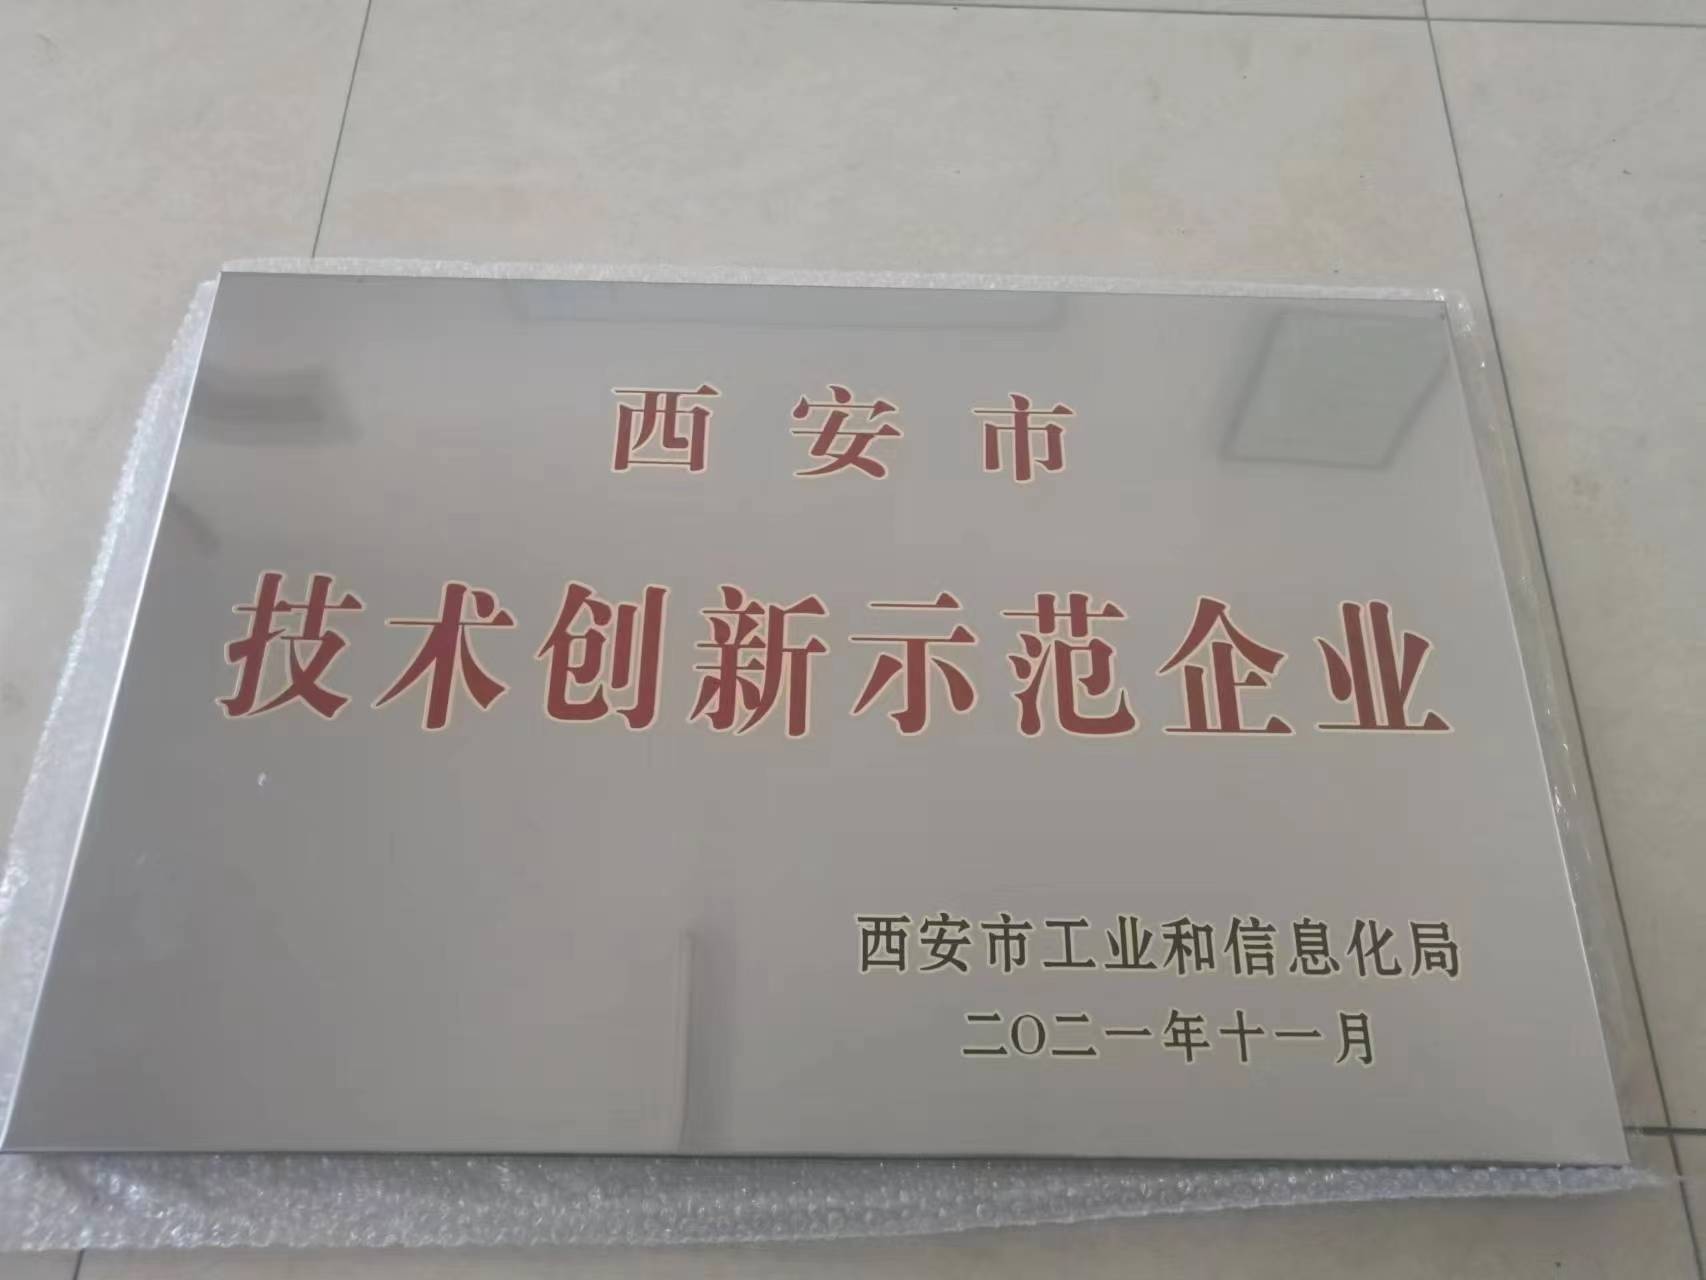 西安市
技术创新示范企业
西安市工业和信息化局
二〇二一年十一月